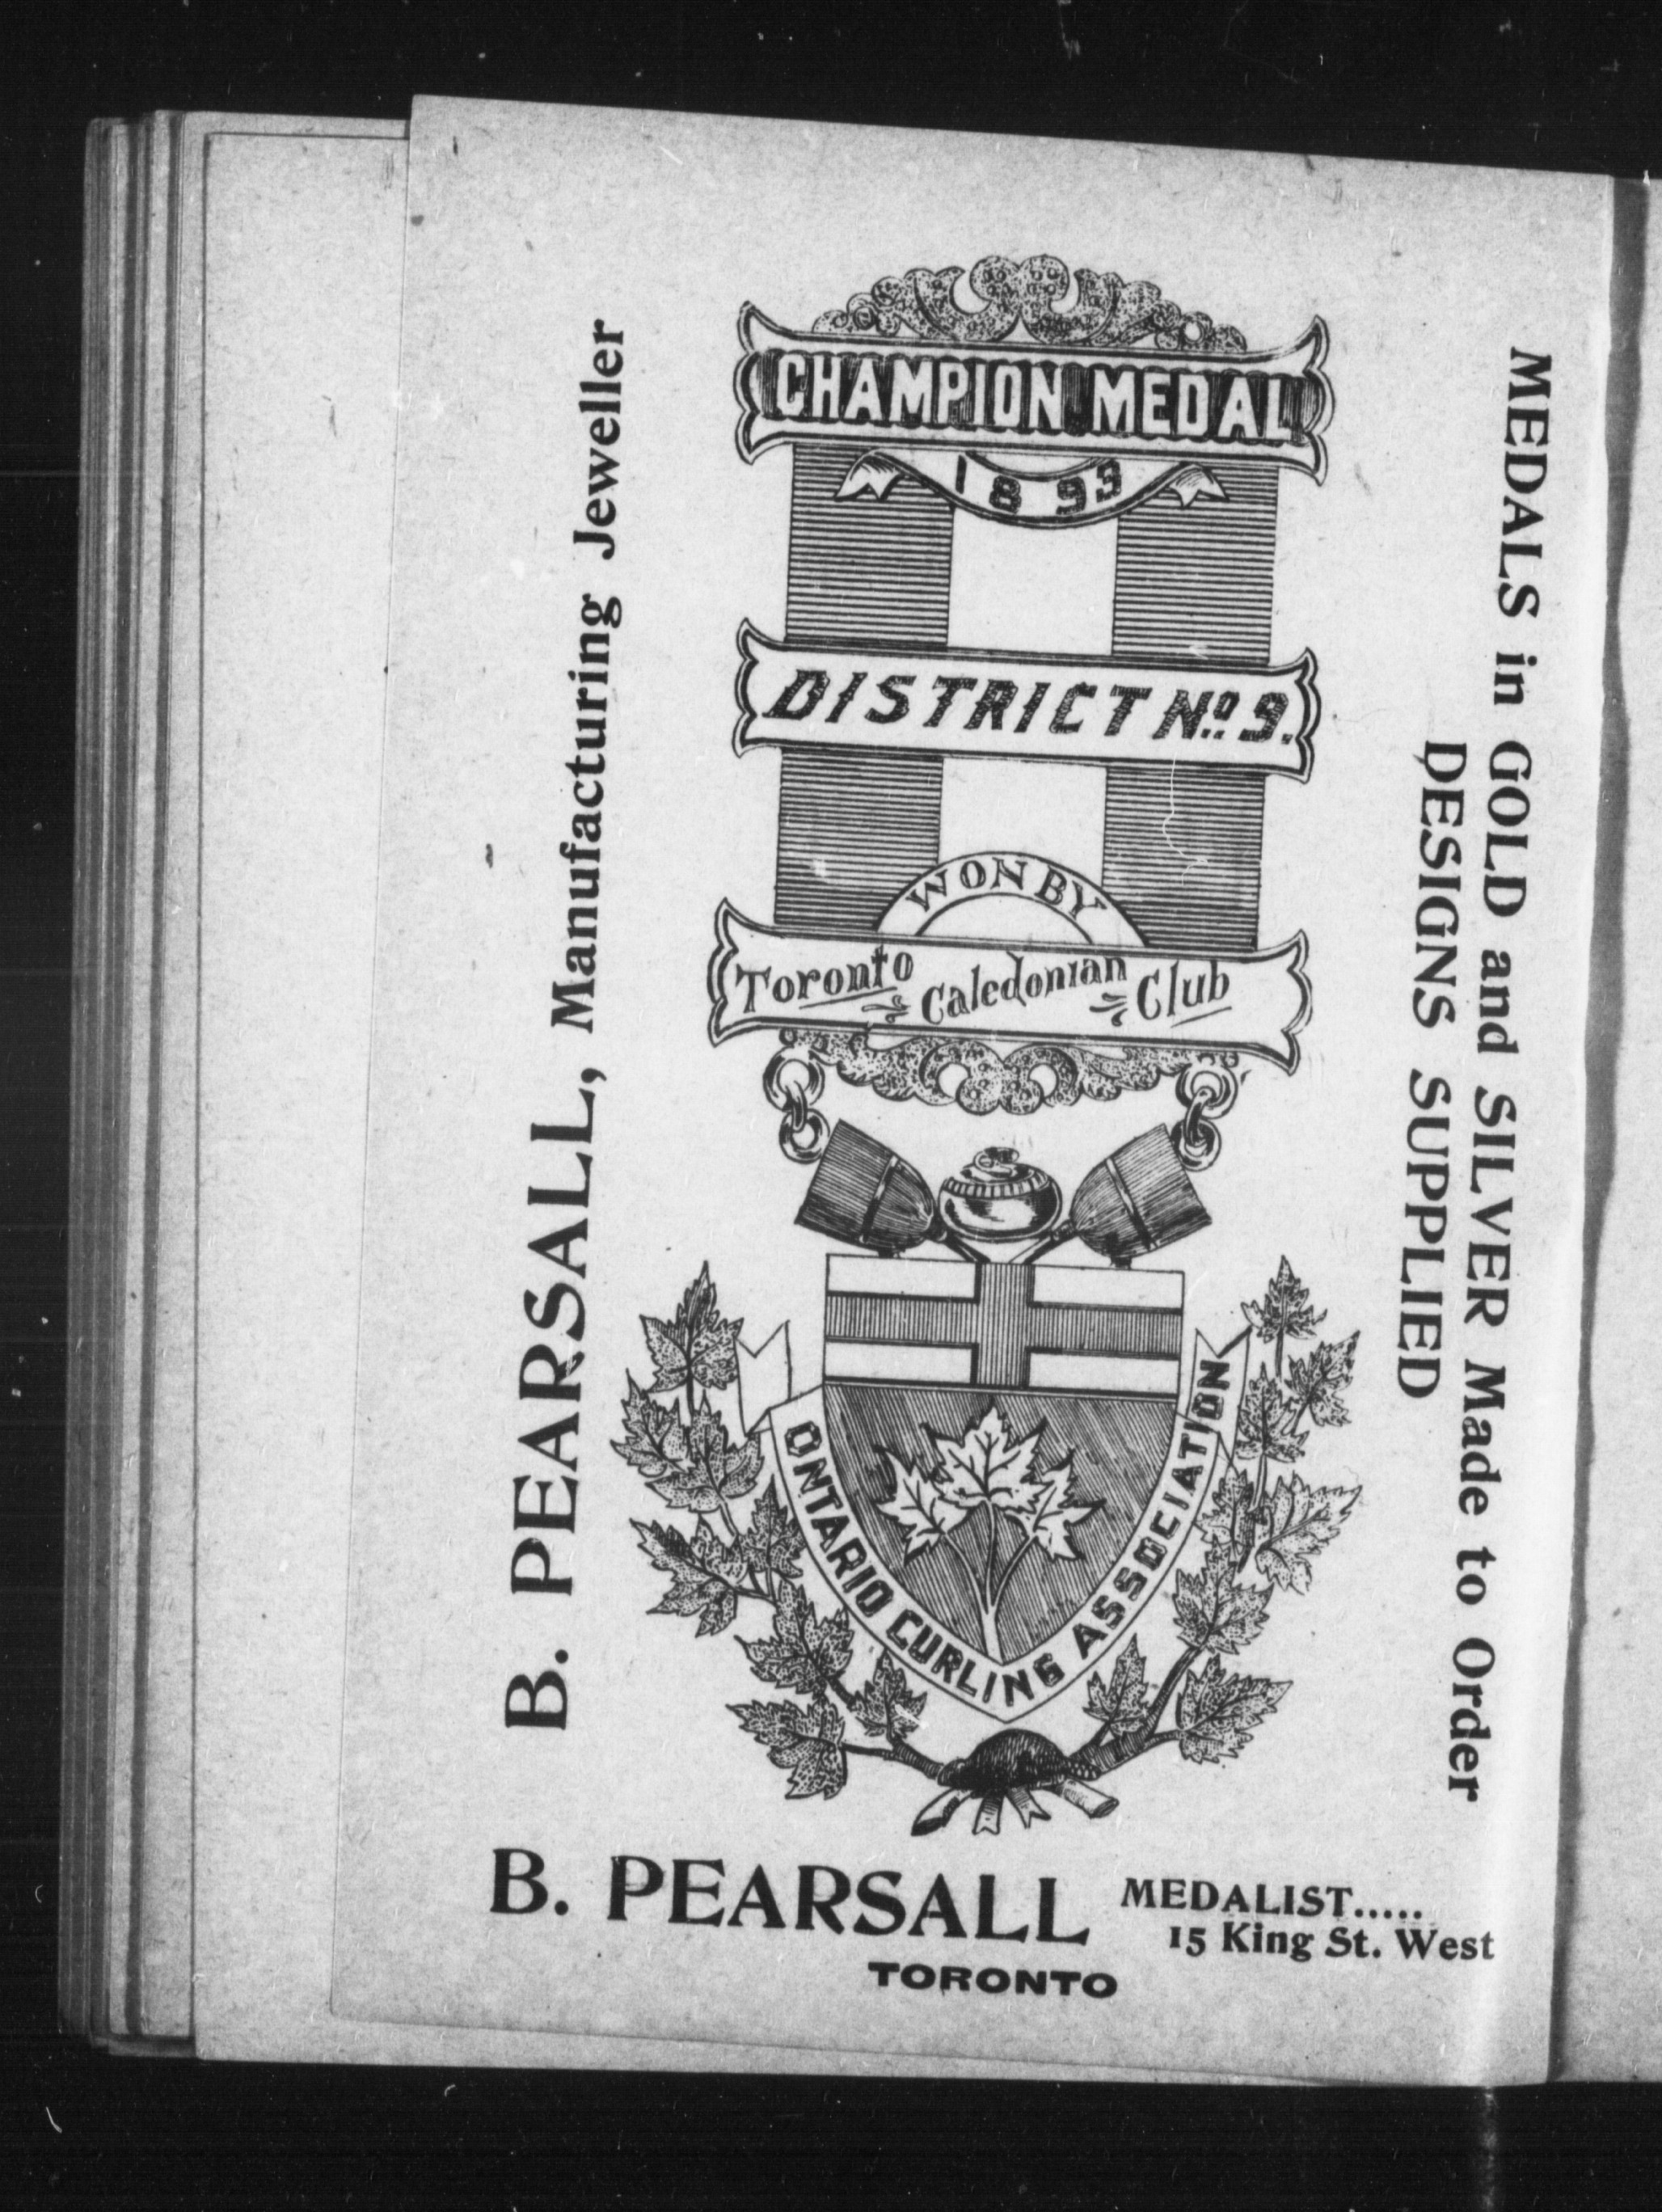 B. PEARSALL, Manufacturing Jeweller
CHAMPION MEDAL
1893
DISTRICT No. 9.
WON BY
Toronto Caledonian Club
ONTARIO CURLING ASSOCIATION
MEDALS in GOLD and SILVER Made to Order
DESIGNS SUPPLIED
B. PEARSALL MEDALIST.....
15 King St. West
TORONTO